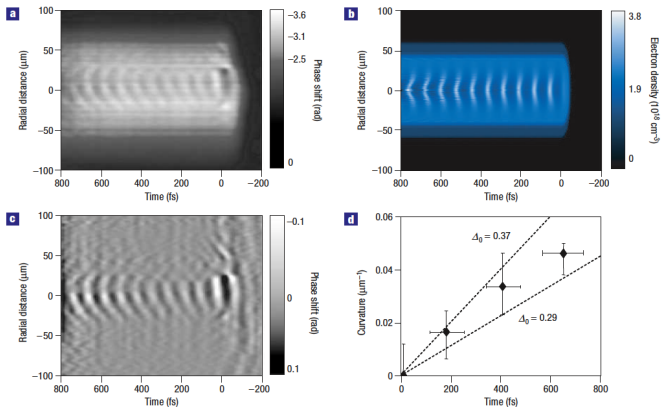 a
100
50
0
−50
−100
Radial distance (µm)
800 600 400 200 0 −200
Time (fs)
−3.6
−3.1
−2.5
0
Phase shift (rad)
b
100
50
0
−50
−100
Radial distance (µm)
800 600 400 200 0 −200
Time (fs)
3.8
1.9
0
Electron density (10¹⁸ cm⁻³)
c
100
50
0
−50
−100
Radial distance (µm)
800 600 400 200 0 −200
Time (fs)
−0.1
0
0.1
Phase shift (rad)
d
0.06
0.04
0.02
0
Curvature (µm⁻¹)
Δ₀ = 0.37
Δ₀ = 0.29
0 200 400 600 800
Time (fs)